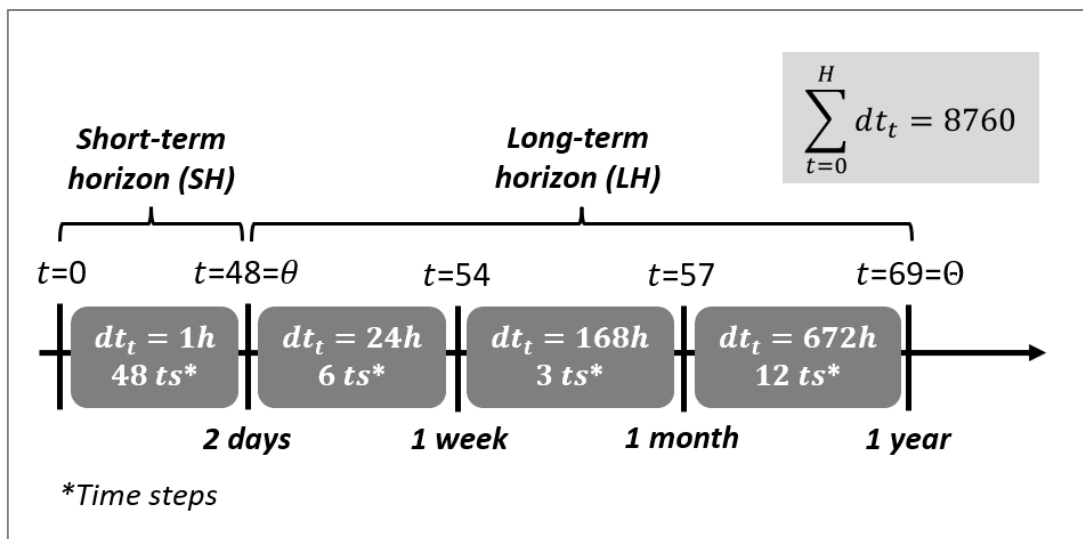 H
∑ dt_t = 8760
t=0
Short-term
horizon (SH)
Long-term
horizon (LH)
t=0
t=48=θ
t=54
t=57
t=69=Θ
dt_t = 1h
48 ts*
dt_t = 24h
6 ts*
dt_t = 168h
3 ts*
dt_t = 672h
12 ts*
2 days
1 week
1 month
1 year
*Time steps